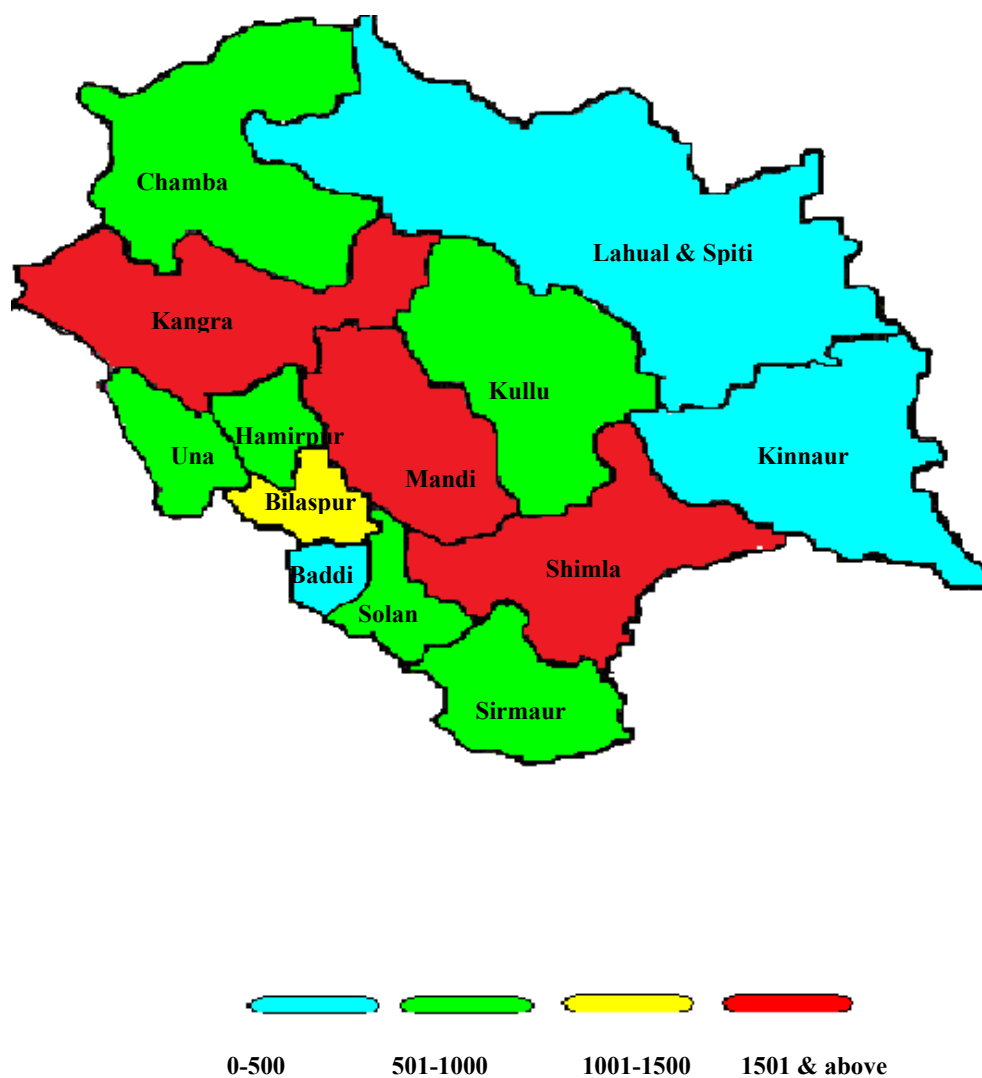 Chamba
Lahual & Spiti
Kangra
Kullu
Hamirpur
Una
Kinnaur
Mandi
Bilaspur
Shimla
Baddi
Solan
Sirmaur
0-500 501-1000 1001-1500 1501 & above